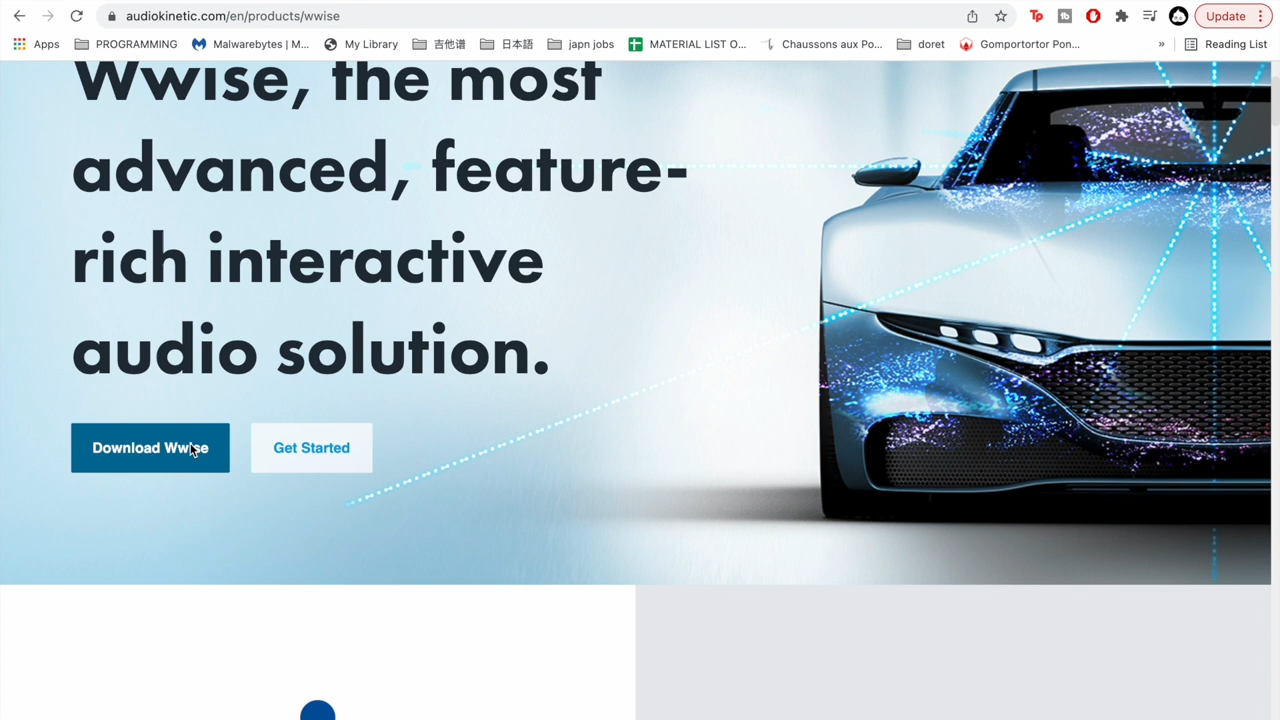 audiokinetic.com/en/products/wwise
Update
Apps
PROGRAMMING
Malwarebytes | M...
My Library
吉他谱
日本語
japn jobs
MATERIAL LIST O...
Chaussons aux Po...
doret
Gomportortor Pon...
»
Reading List
Wwise, the most
advanced, feature-
rich interactive
audio solution.
Download Wwise
Get Started